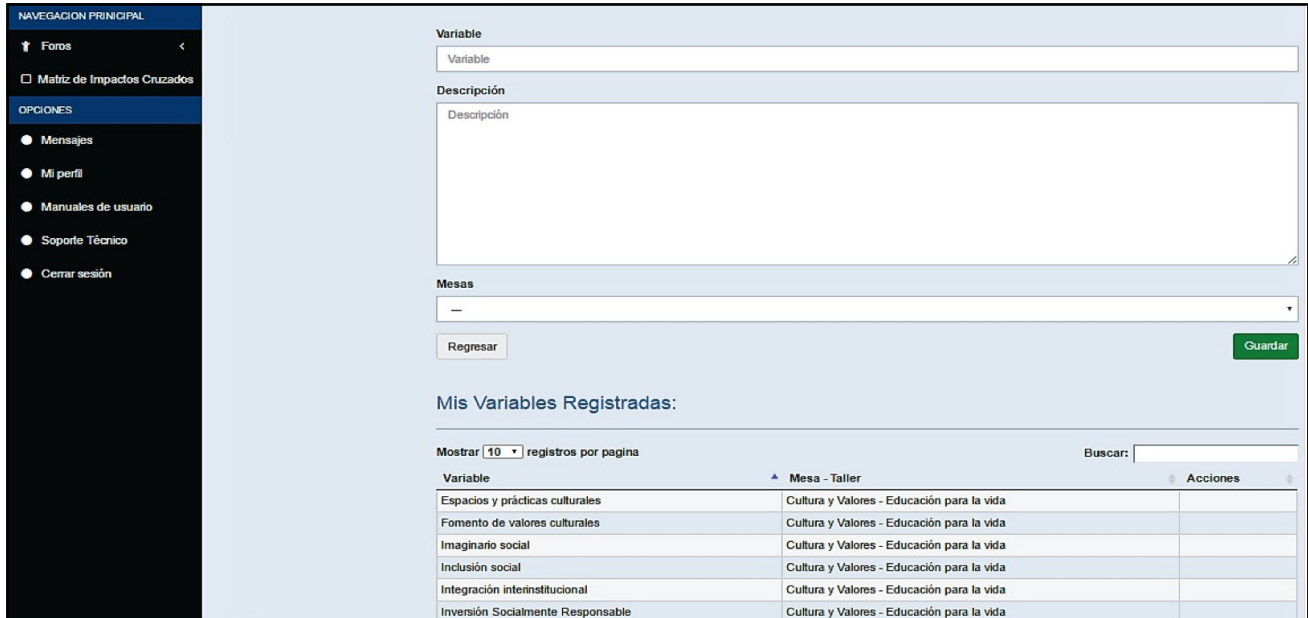 NAVEGACION PRINICIPAL
Foros
Matriz de Impactos Cruzados
OPCIONES
Mensajes
Mi perfil
Manuales de usuario
Soporte Técnico
Cerrar sesión
Variable
Variable
Descripción
Descripción
Mesas
—
Regresar
Guardar
Mis Variables Registradas:
Mostrar 10 registros por pagina Buscar:
Variable Mesa - Taller Acciones
Espacios y prácticas culturales Cultura y Valores - Educación para la vida
Fomento de valores culturales Cultura y Valores - Educación para la vida
Imaginario social Cultura y Valores - Educación para la vida
Inclusión social Cultura y Valores - Educación para la vida
Integración interinstitucional Cultura y Valores - Educación para la vida
Inversión Socialmente Responsable Cultura y Valores - Educación para la vida